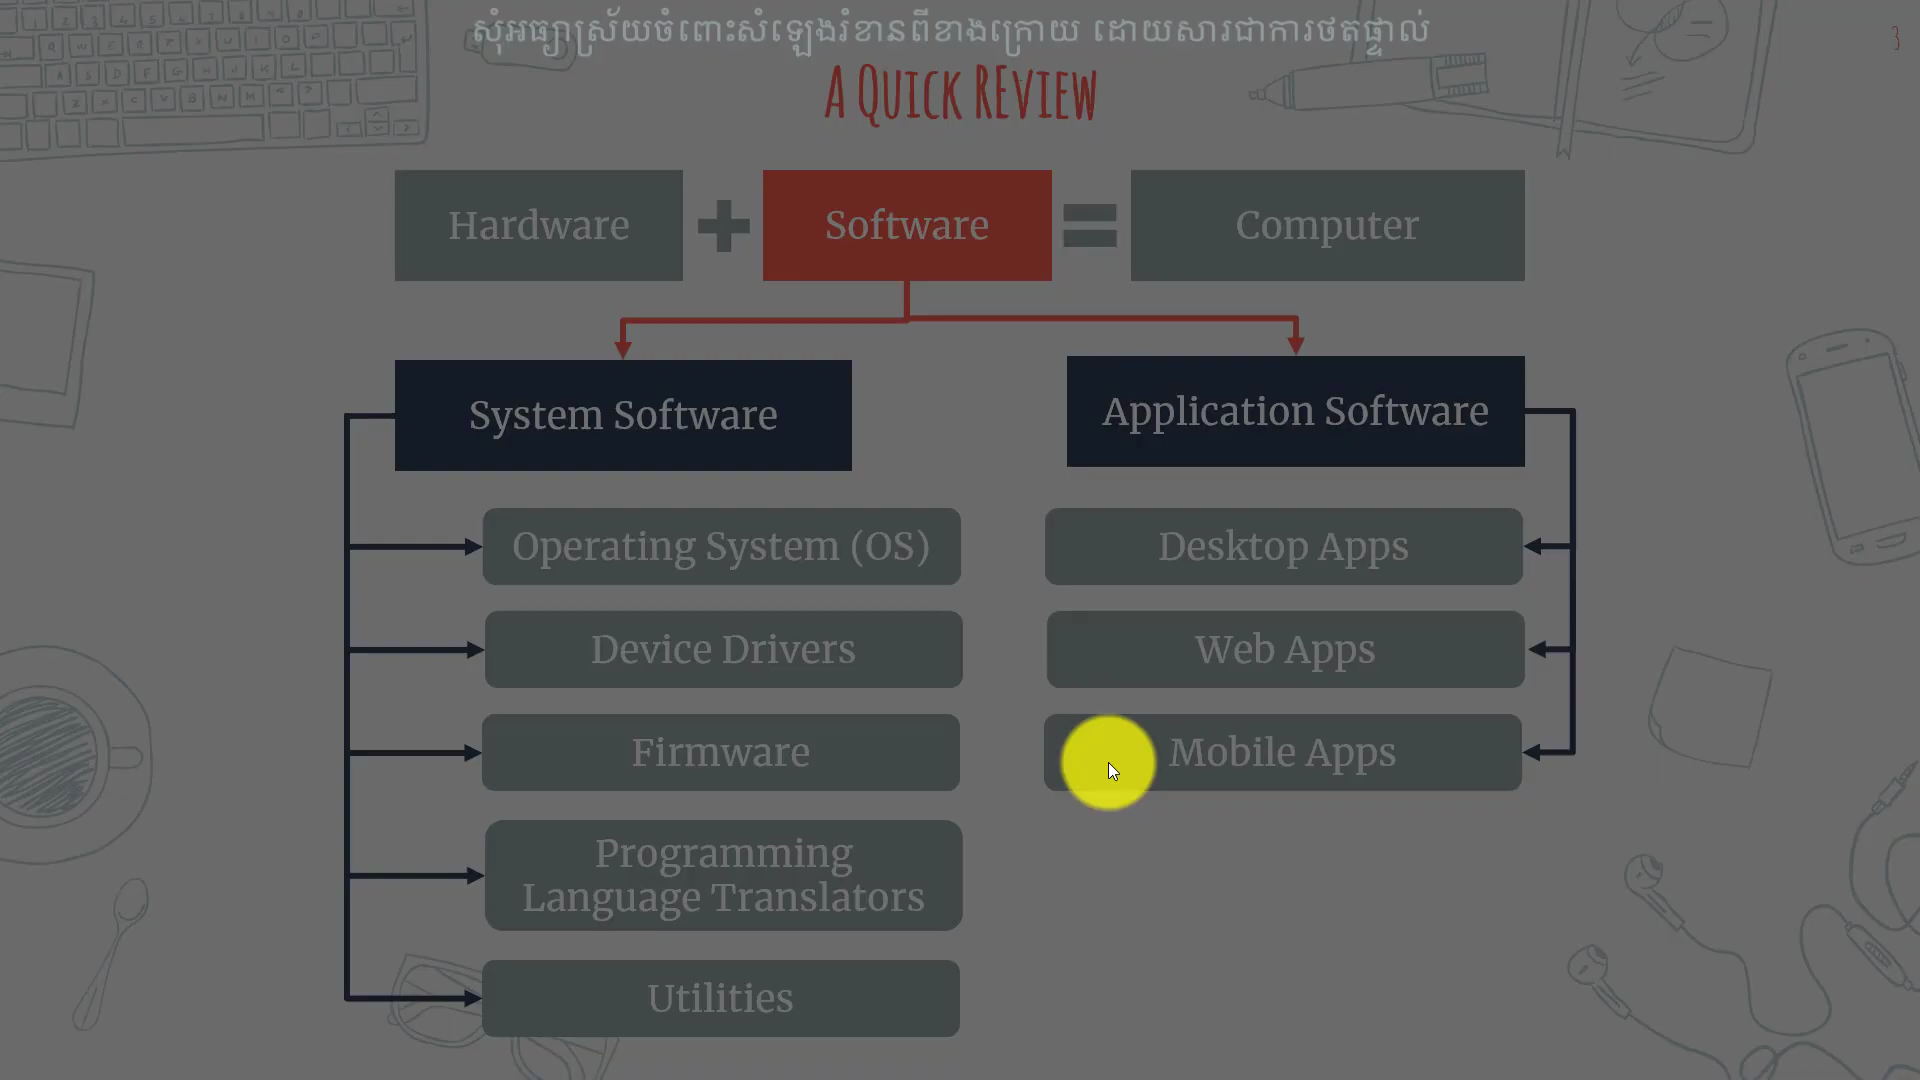 សុំអធ្យាស្រ័យចំពោះសំឡេងរំខានពីខាងក្រោយ ដោយសារជាការថតផ្ទាល់
3
A Quick REview
Hardware
Software
Computer
System Software
Application Software
Operating System (OS)
Desktop Apps
Device Drivers
Web Apps
Firmware
Mobile Apps
Programming
Language Translators
Utilities